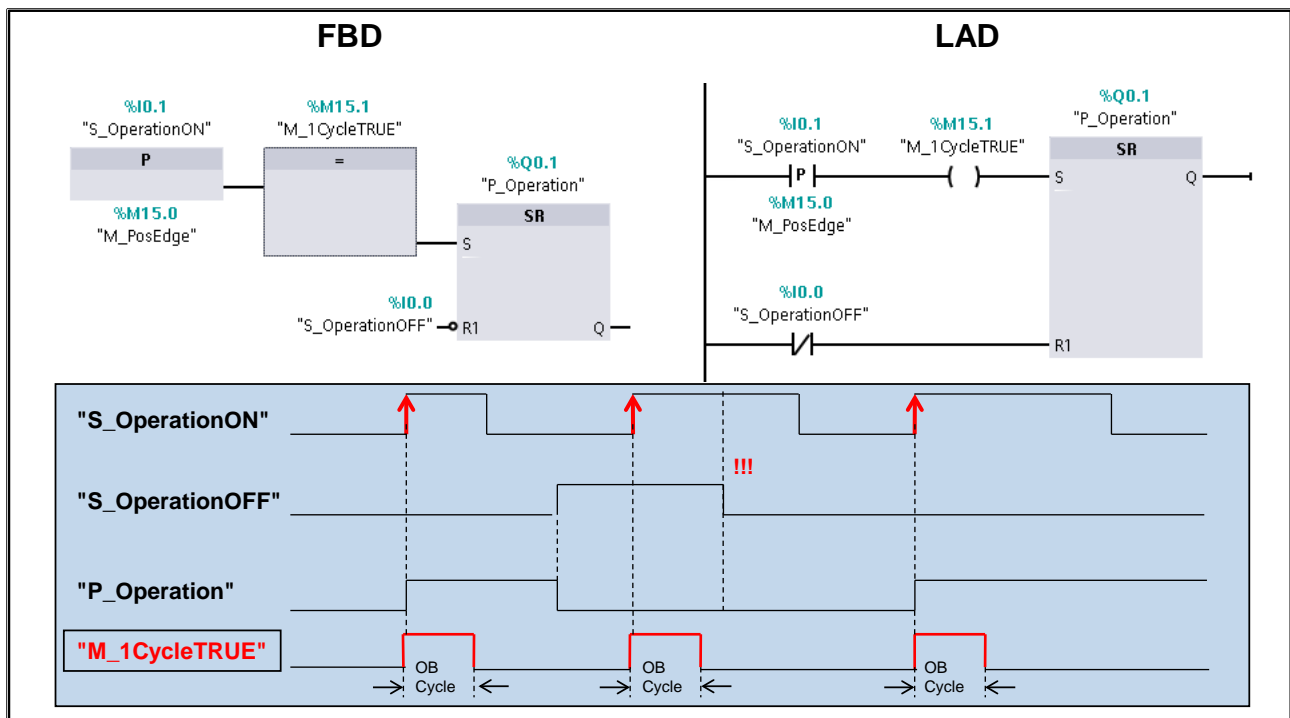 FBD
LAD
%I0.1
"S_OperationON"
P
%M15.0
"M_PosEdge"
%M15.1
"M_1CycleTRUE"
=
%Q0.1
"P_Operation"
SR
S
%I0.0
"S_OperationOFF"
R1
Q
%I0.1
"S_OperationON"
P
%M15.0
"M_PosEdge"
%M15.1
"M_1CycleTRUE"
%Q0.1
"P_Operation"
SR
S
Q
%I0.0
"S_OperationOFF"
R1
"S_OperationON"
!!!
"S_OperationOFF"
"P_Operation"
"M_1CycleTRUE"
OB
Cycle
OB
Cycle
OB
Cycle